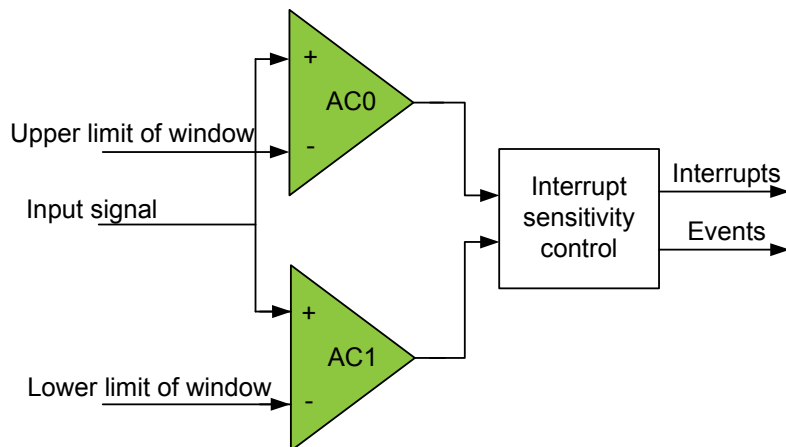 +
AC0
Upper limit of window
-
Input signal
Interrupt
sensitivity
control
Interrupts
Events
+
AC1
Lower limit of window
-